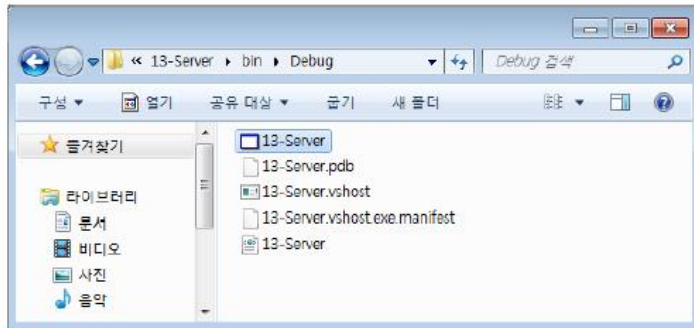 « 13-Server ▸ bin ▸ Debug
Debug 검색
구성 ▼ 열기 공유 대상 ▼ 굽기 새 폴더
즐겨찾기
라이브러리
문서
비디오
사진
음악
13-Server
13-Server.pdb
13-Server.vshost
13-Server.vshost.exe.manifest
13-Server